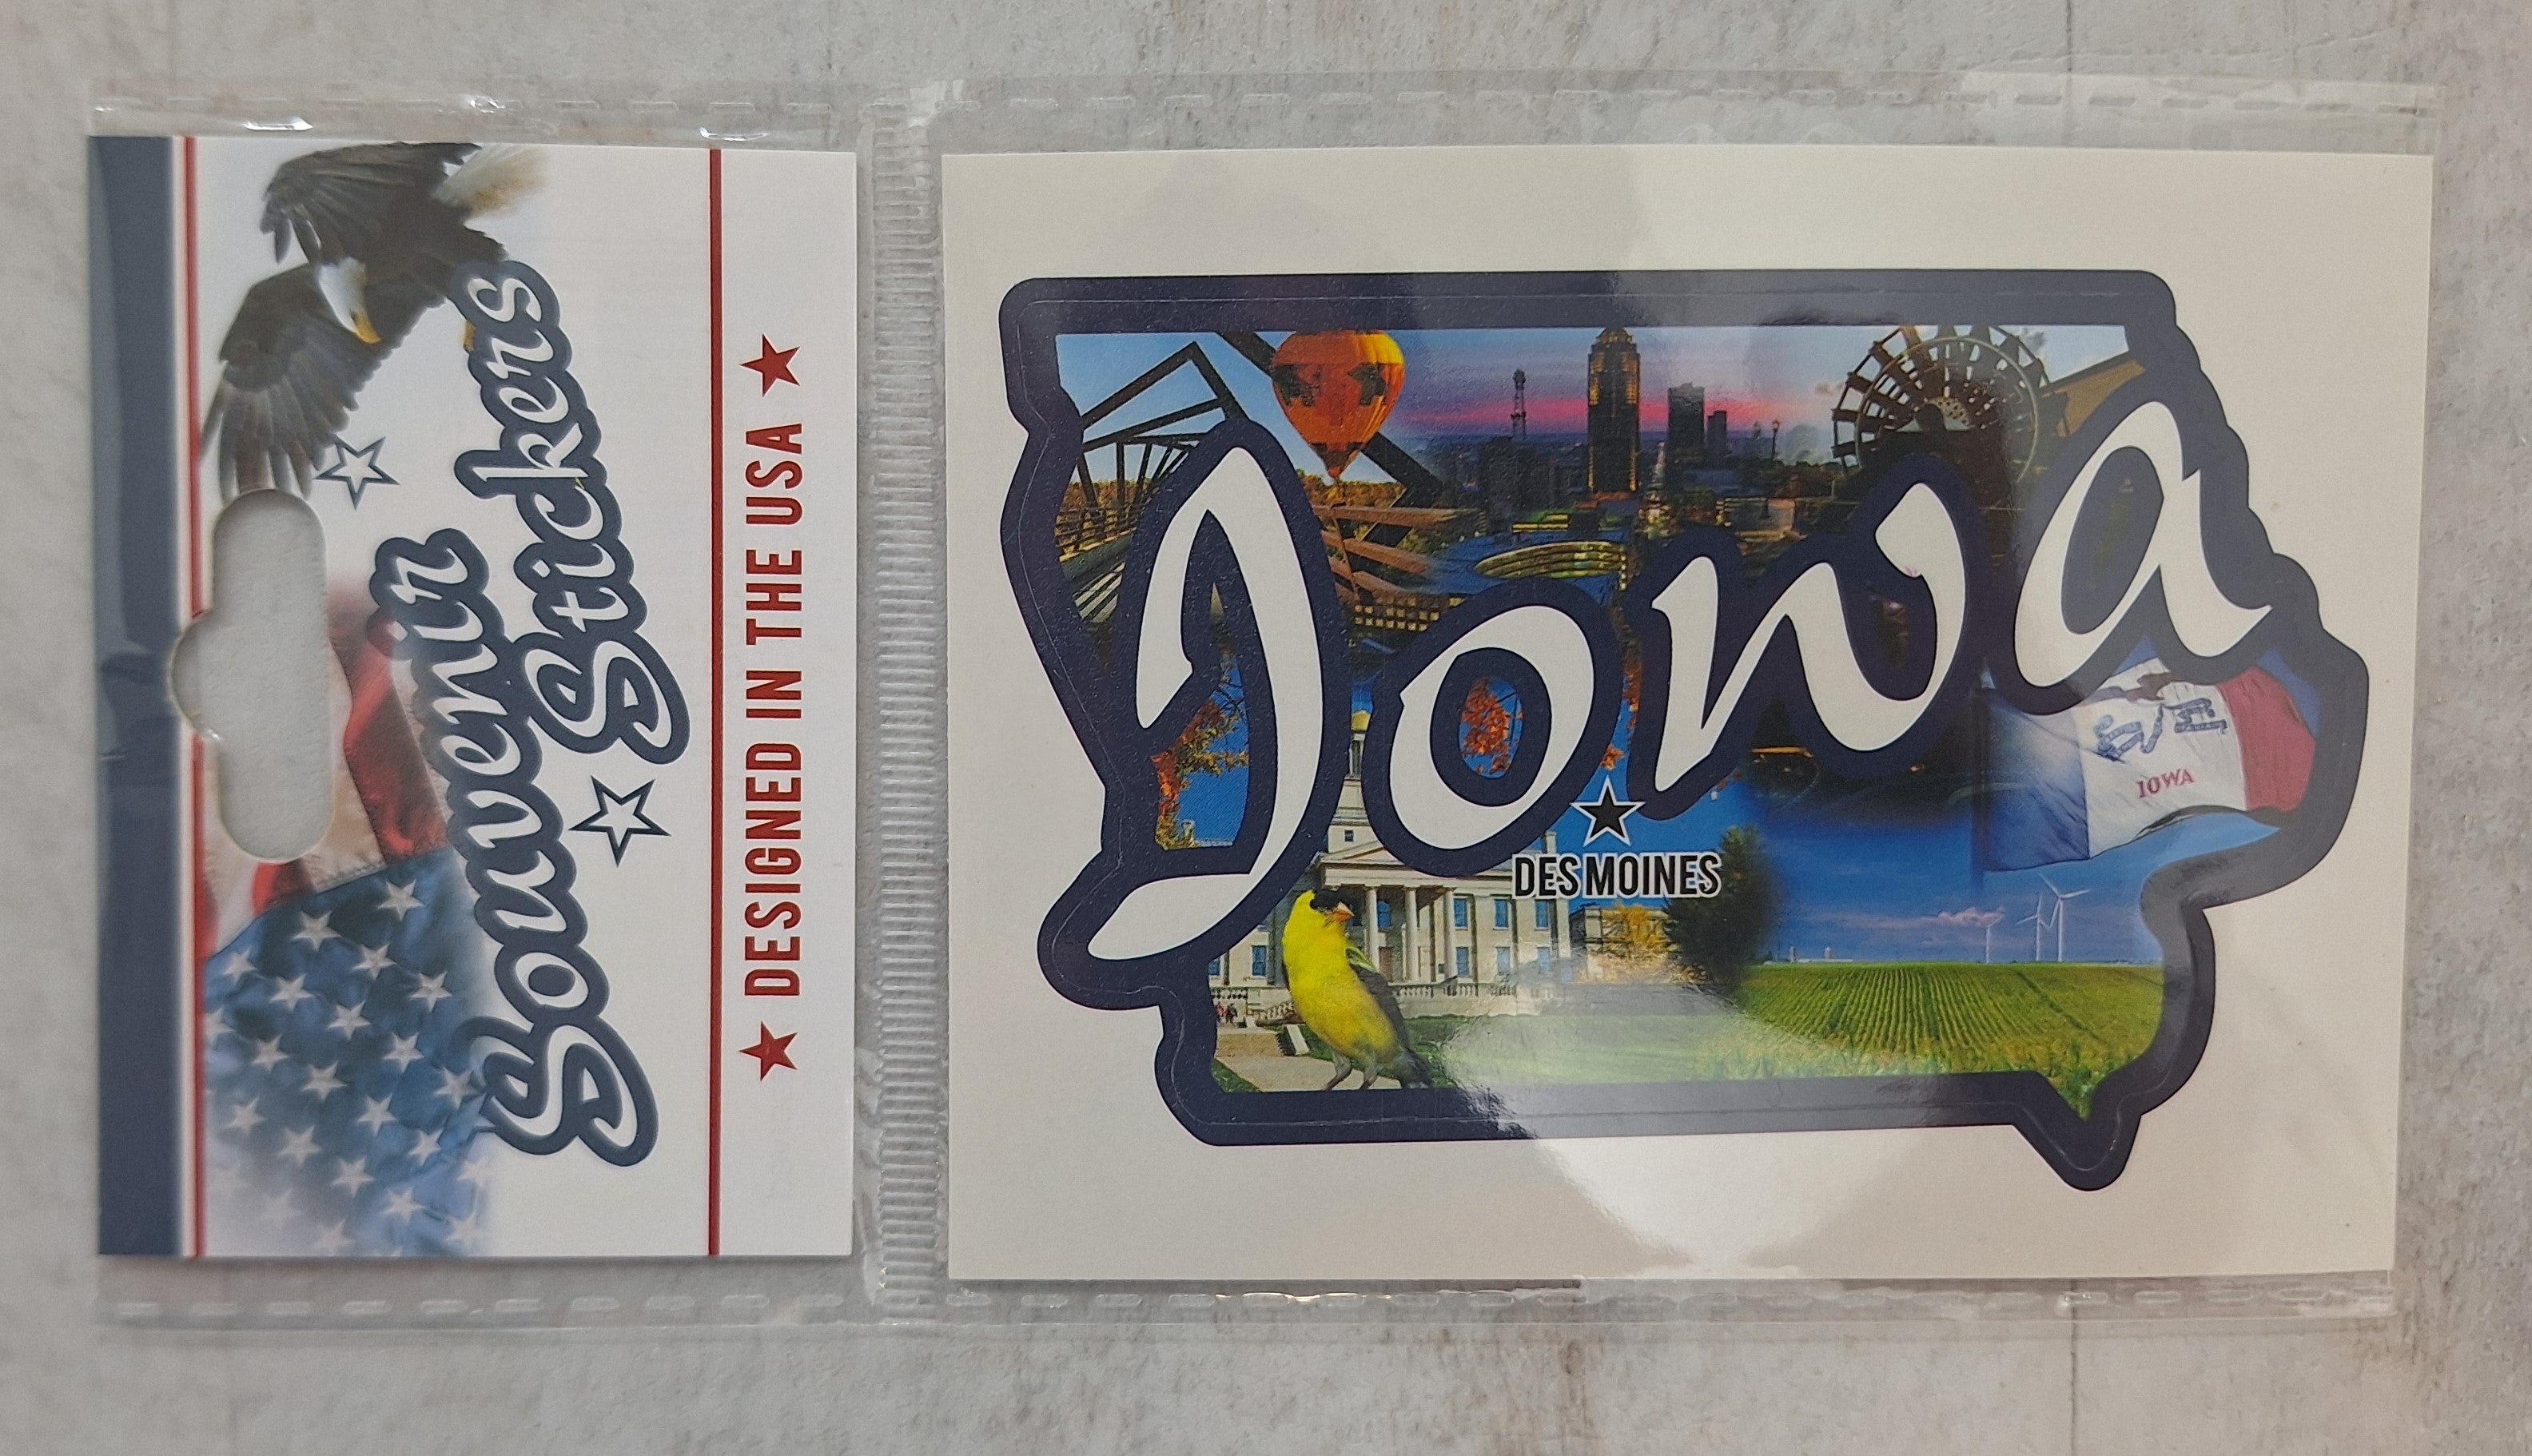 Souvenir
Stickers
★ DESIGNED IN THE USA ★
Iowa
DES MOINES
IOWA